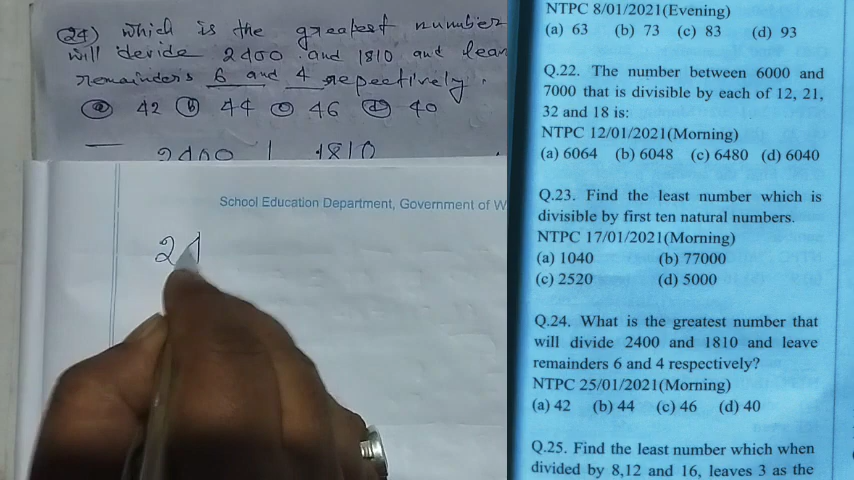 24) which is the greatest number
will devide 2400 and 1810 and leav
remainders 6 and 4 repectively.
a 42 b 44 c 46 d 40
2400 | 1810
School Education Department, Government of W
24
NTPC 8/01/2021(Evening)
(a) 63 (b) 73 (c) 83 (d) 93
Q.22. The number between 6000 and
7000 that is divisible by each of 12, 21,
32 and 18 is:
NTPC 12/01/2021(Morning)
(a) 6064 (b) 6048 (c) 6480 (d) 6040
Q.23. Find the least number which is
divisible by first ten natural numbers.
NTPC 17/01/2021(Morning)
(a) 1040 (b) 77000
(c) 2520 (d) 5000
Q.24. What is the greatest number that
will divide 2400 and 1810 and leave
remainders 6 and 4 respectively?
NTPC 25/01/2021(Morning)
(a) 42 (b) 44 (c) 46 (d) 40
Q.25. Find the least number which when
divided by 8,12 and 16, leaves 3 as the